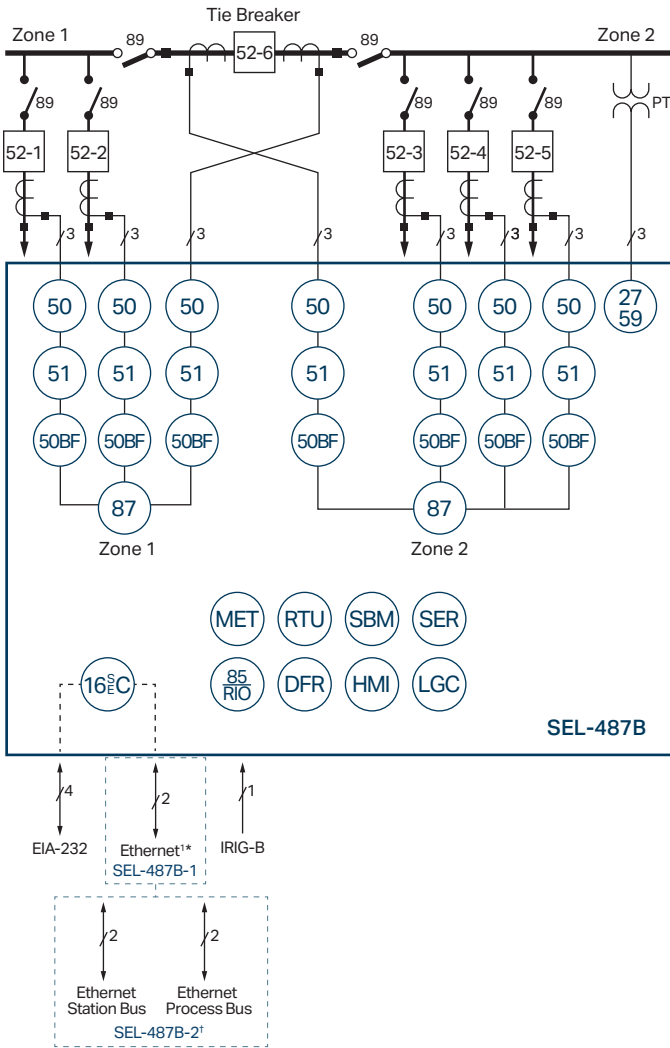 Tie Breaker
Zone 1
89
52-6
89
Zone 2
89
89
89
89
89
PT
52-1
52-2
52-3
52-4
52-5
3
3
3
3
3
3
3
3
50
50
50
50
50
50
50
27
59
51
51
51
51
51
51
51
50BF
50BF
50BF
50BF
50BF
50BF
50BF
87
87
Zone 1
Zone 2
MET
RTU
SBM
SER
16 S E C
85
RIO
DFR
HMI
LGC
SEL-487B
4
2
1
EIA-232
Ethernet¹*
IRIG-B
SEL-487B-1
2
2
Ethernet
Station Bus
Ethernet
Process Bus
SEL-487B-2†